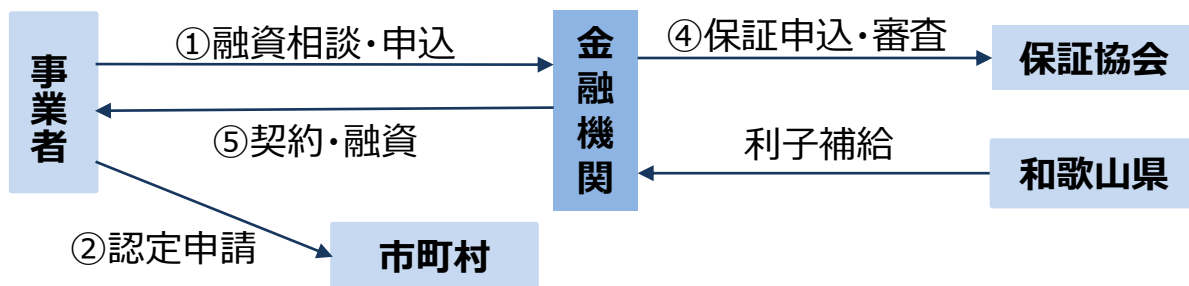 ①融資相談・申込
④保証申込・審査
事業者
金融機関
保証協会
⑤契約・融資
利子補給
和歌山県
②認定申請
市町村